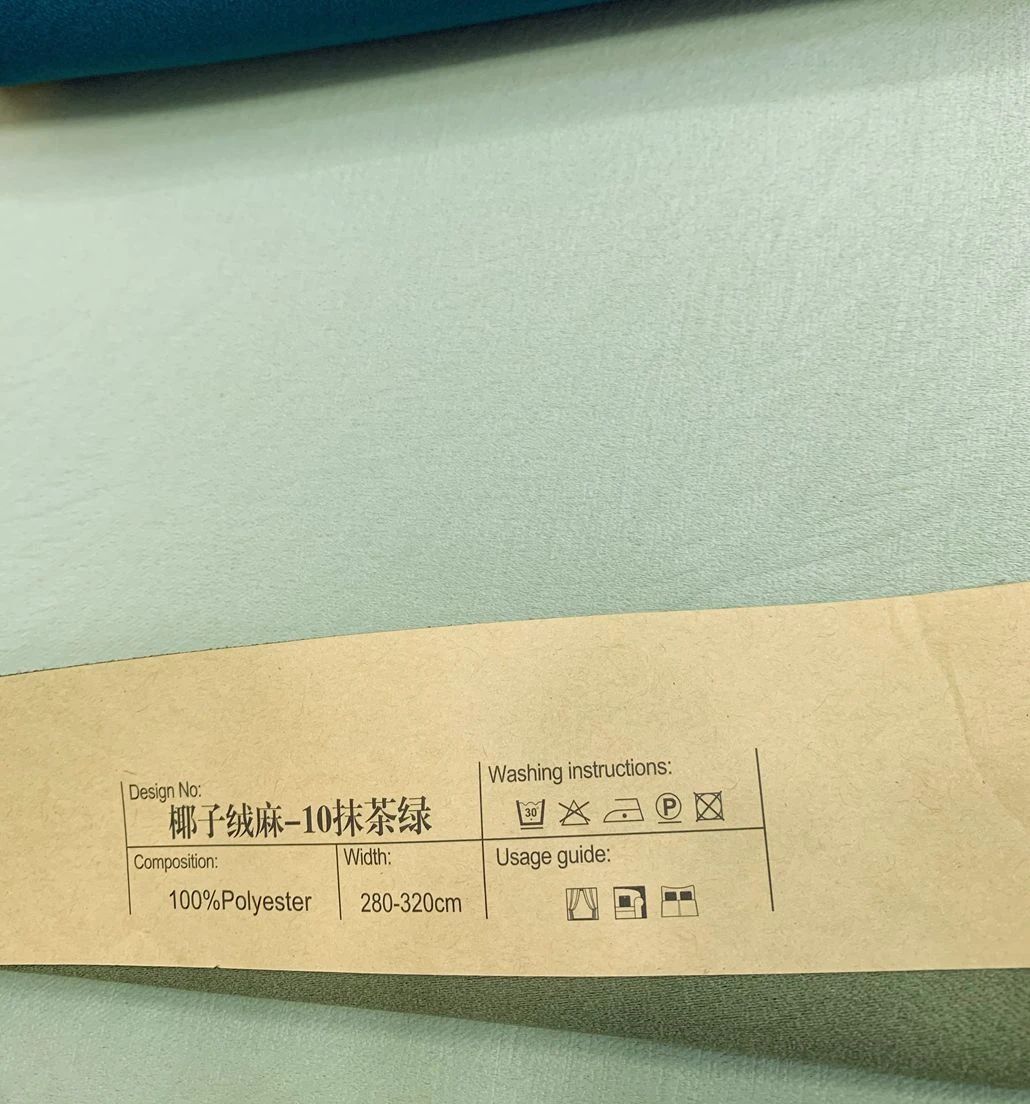 Design No:
椰子绒麻-10抹茶绿
Composition:
100%Polyester
Width:
280-320cm
Washing instructions:
30
P
Usage guide: